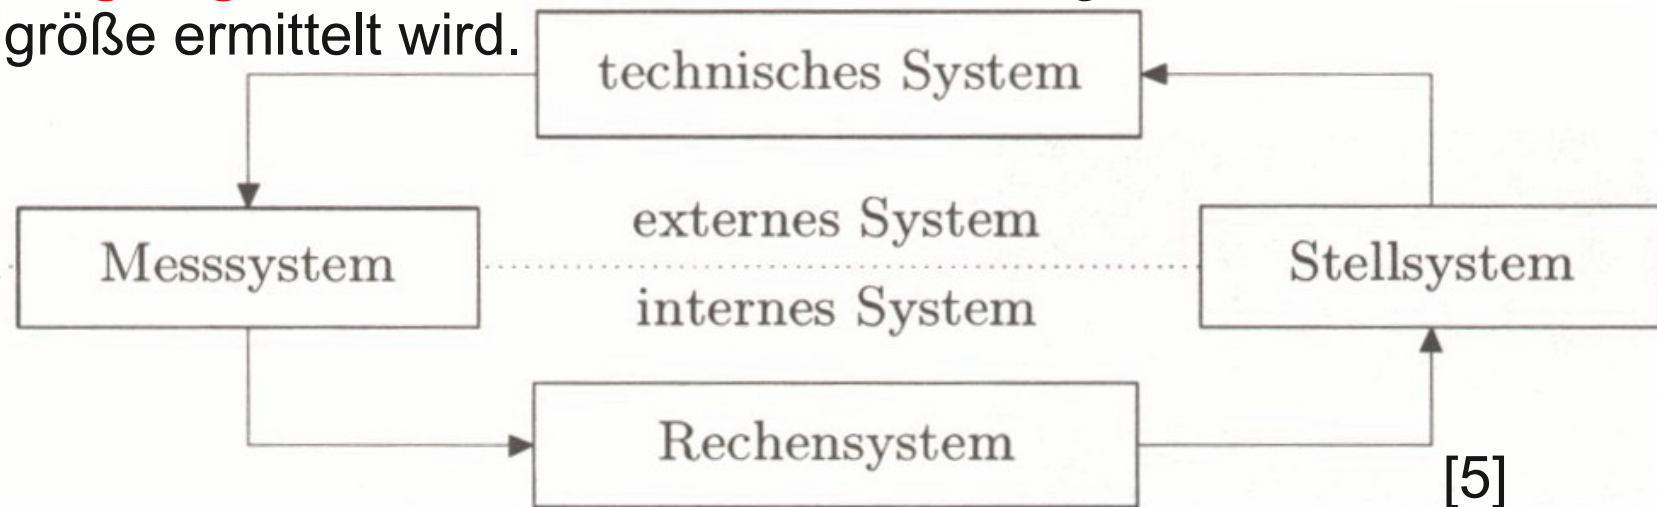 größe ermittelt wird.
technisches System
externes System
Messsystem
Stellsystem
internes System
Rechensystem
[5]